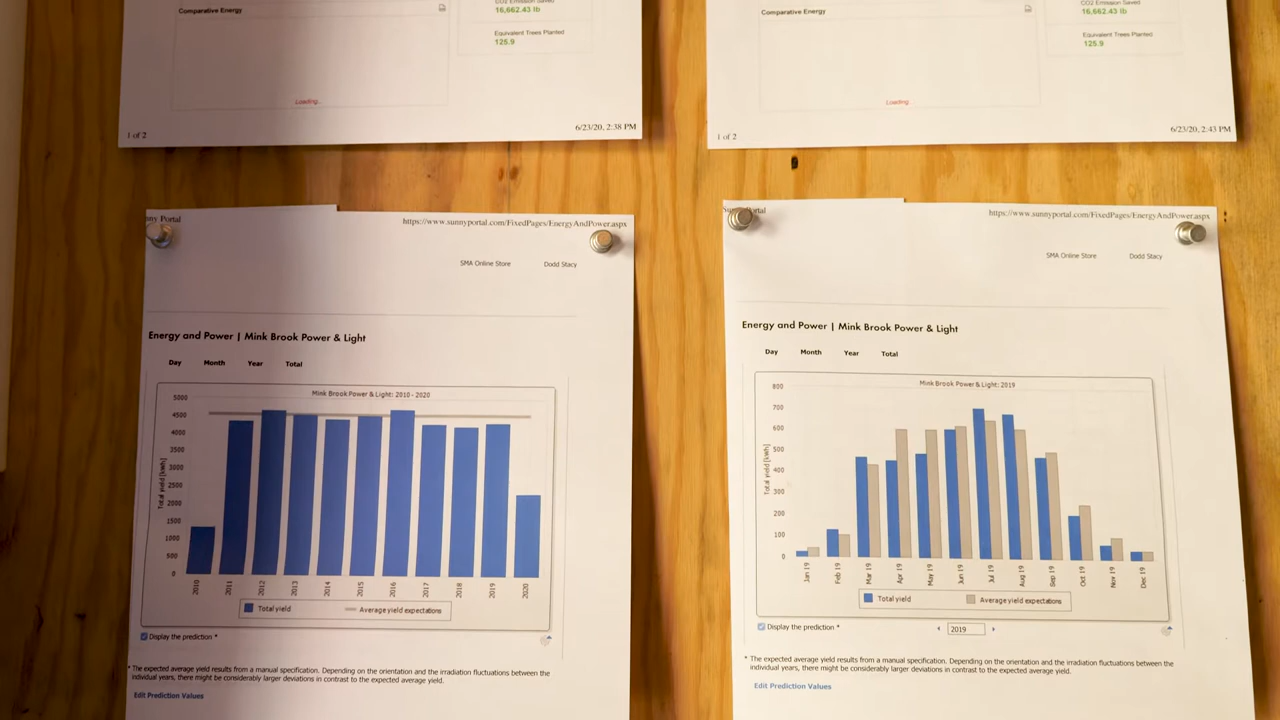 Comparative Energy
CO2 Emission Saved
16,662.43 lb
Equivalent Trees Planted
125.9
Loading..
1 of 2
6/23/20, 2:38 PM
Comparative Energy
CO2 Emission Saved
16,662.43 lb
Equivalent Trees Planted
125.9
Loading
1 of 2
6/23/20, 2:43 PM
nny Portal
https://www.sunnyportal.com/FixedPages/EnergyAndPower.aspx
SMA Online Store Dodd Stacy
Energy and Power | Mink Brook Power & Light
Day Month Year Total
Mink Brook Power & Light: 2010 - 2020
Total yield [kWh]
5000
4500
4000
3500
3000
2500
2000
1500
1000
500
0
2010 2011 2012 2013 2014 2015 2016 2017 2018 2019 2020
Total yield Average yield expectations
Display the prediction *
* The expected average yield results from a manual specification. Depending on the orientation and the irradiation fluctuations between the
individual years, there might be considerably larger deviations in contrast to the expected average yield.
Edit Prediction Values
Portal
https://www.sunnyportal.com/FixedPages/EnergyAndPower.aspx
SMA Online Store Dodd Stacy
Energy and Power | Mink Brook Power & Light
Day Month Year Total
Mink Brook Power & Light: 2019
Total yield [kWh]
800
700
600
500
400
300
200
100
0
Jan 19 Feb 19 Mar 19 Apr 19 May 19 Jun 19 Jul 19 Aug 19 Sep 19 Oct 19 Nov 19 Dec 19
Total yield Average yield expectations
Display the prediction *
2019
* The expected average yield results from a manual specification. Depending on the orientation and the irradiation fluctuations between the
individual years, there might be considerably larger deviations in contrast to the expected average yield.
Edit Prediction Values